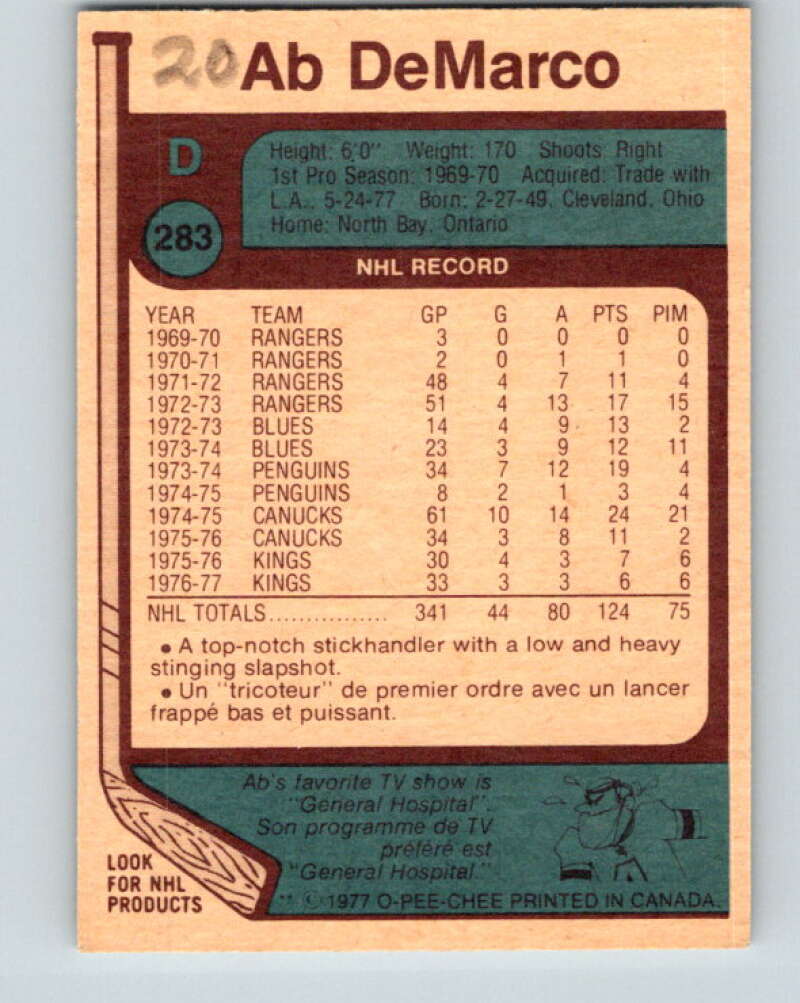 20 Ab DeMarco
D
Height: 6'0" Weight: 170 Shoots: Right
1st Pro Season: 1969-70 Acquired: Trade with
L.A., 5-24-77 Born: 2-27-49, Cleveland, Ohio
Home: North Bay, Ontario
283
NHL RECORD
YEAR TEAM GP G A PTS PIM
1969-70 RANGERS 3 0 0 0 0
1970-71 RANGERS 2 0 1 1 0
1971-72 RANGERS 48 4 7 11 4
1972-73 RANGERS 51 4 13 17 15
1972-73 BLUES 14 4 9 13 2
1973-74 BLUES 23 3 9 12 11
1973-74 PENGUINS 34 7 12 19 4
1974-75 PENGUINS 8 2 1 3 4
1974-75 CANUCKS 61 10 14 24 21
1975-76 CANUCKS 34 3 8 11 2
1975-76 KINGS 30 4 3 7 6
1976-77 KINGS 33 3 3 6 6
NHL TOTALS................ 341 44 80 124 75
• A top-notch stickhandler with a low and heavy
stinging slapshot.
• Un "tricoteur" de premier ordre avec un lancer
frappé bas et puissant.
Ab's favorite TV show is
"General Hospital".
Son programme de TV
préféré est
"General Hospital."
LOOK
FOR NHL
PRODUCTS
** ©1977 O-PEE-CHEE PRINTED IN CANADA.